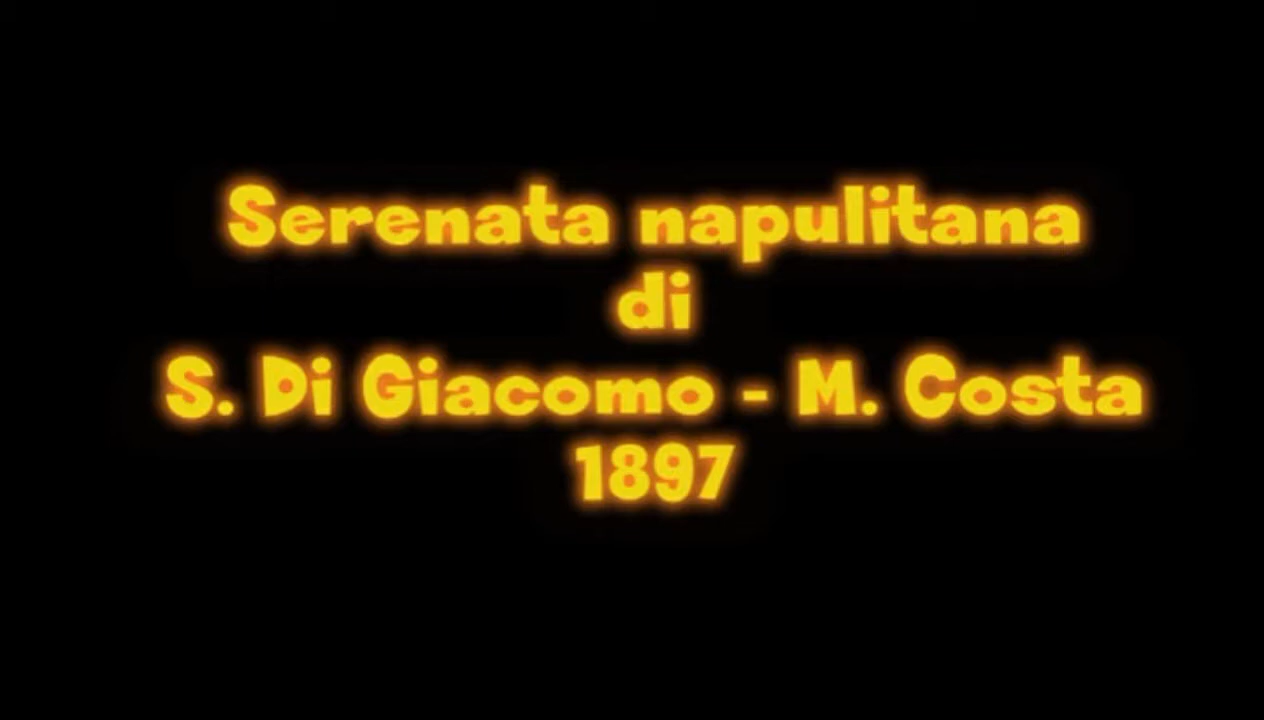 Serenata napulitana
di
S. Di Giacomo - M. Costa
1897